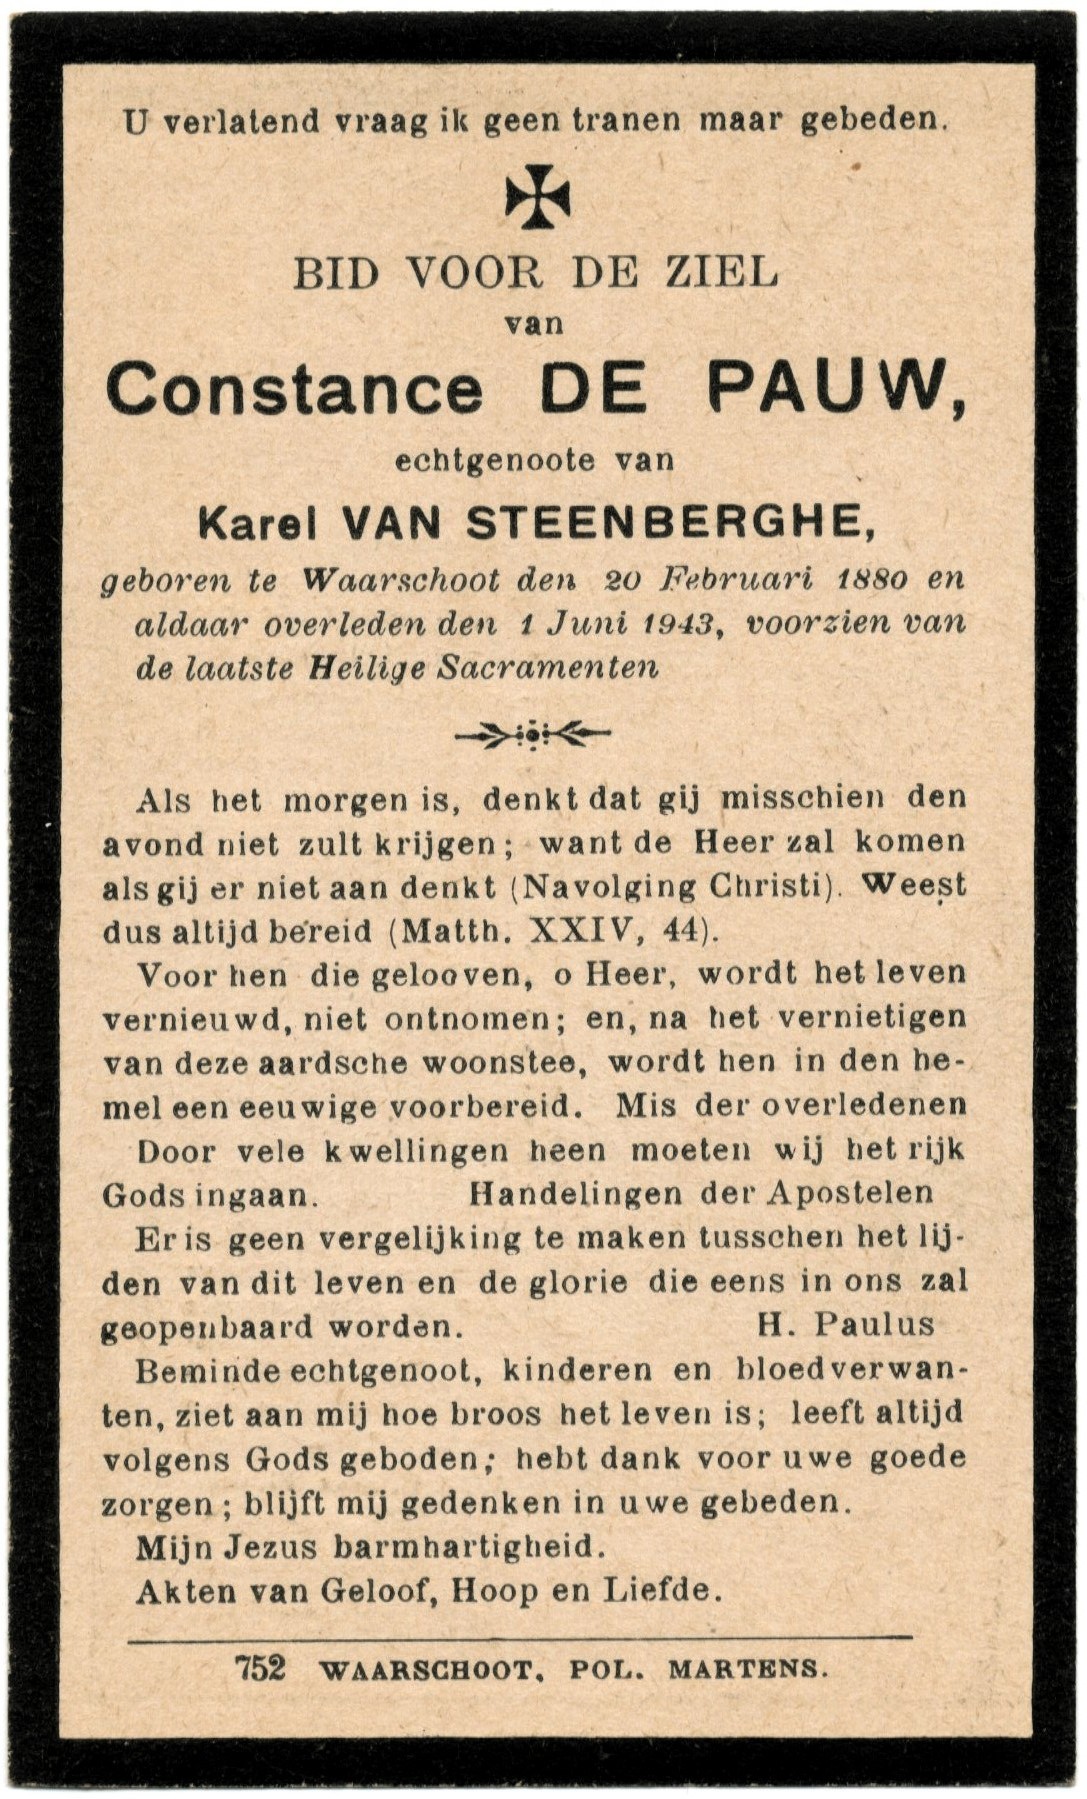 U verlatend vraag ik geen tranen maar gebeden.
BID VOOR DE ZIEL
van
Constance DE PAUW,
echtgenoote van
Karel VAN STEENBERGHE,
geboren te Waarschoot den 20 Februari 1880 en
aldaar overleden den 1 Juni 1943, voorzien van
de laatste Heilige Sacramenten
Als het morgen is, denkt dat gij misschien den
avond niet zult krijgen; want de Heer zal komen
als gij er niet aan denkt (Navolging Christi). Weest
dus altijd bereid (Matth. XXIV, 44).
Voor hen die gelooven, o Heer, wordt het leven
vernieuwd, niet ontnomen; en, na het vernietigen
van deze aardsche woonstee, wordt hen in den he-
mel een eeuwige voorbereid. Mis der overledenen
Door vele kwellingen heen moeten wij het rijk
Gods ingaan. Handelingen der Apostelen
Er is geen vergelijking te maken tusschen het lij-
den van dit leven en de glorie die eens in ons zal
geopenbaard worden. H. Paulus
Beminde echtgenoot, kinderen en bloedverwan-
ten, ziet aan mij hoe broos het leven is; leeft altijd
volgens Gods geboden; hebt dank voor uwe goede
zorgen; blijft mij gedenken in uwe gebeden.
Mijn Jezus barmhartigheid.
Akten van Geloof, Hoop en Liefde.
752 WAARSCHOOT, POL. MARTENS.